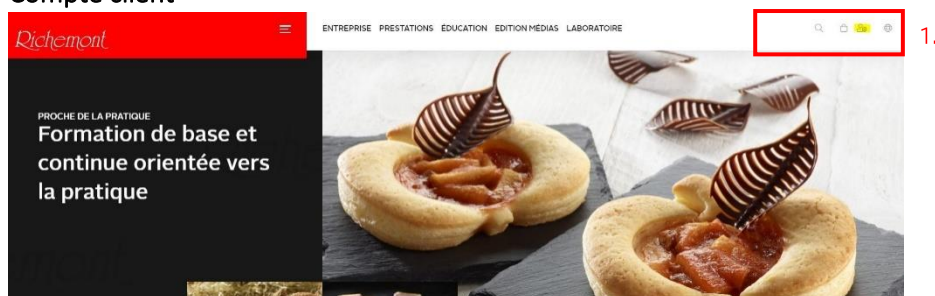 Compte client
Richemont
ENTREPRISE PRESTATIONS ÉDUCATION EDITION MÉDIAS LABORATOIRE
1.
PROCHE DE LA PRATIQUE
Formation de base et
continue orientée vers
la pratique